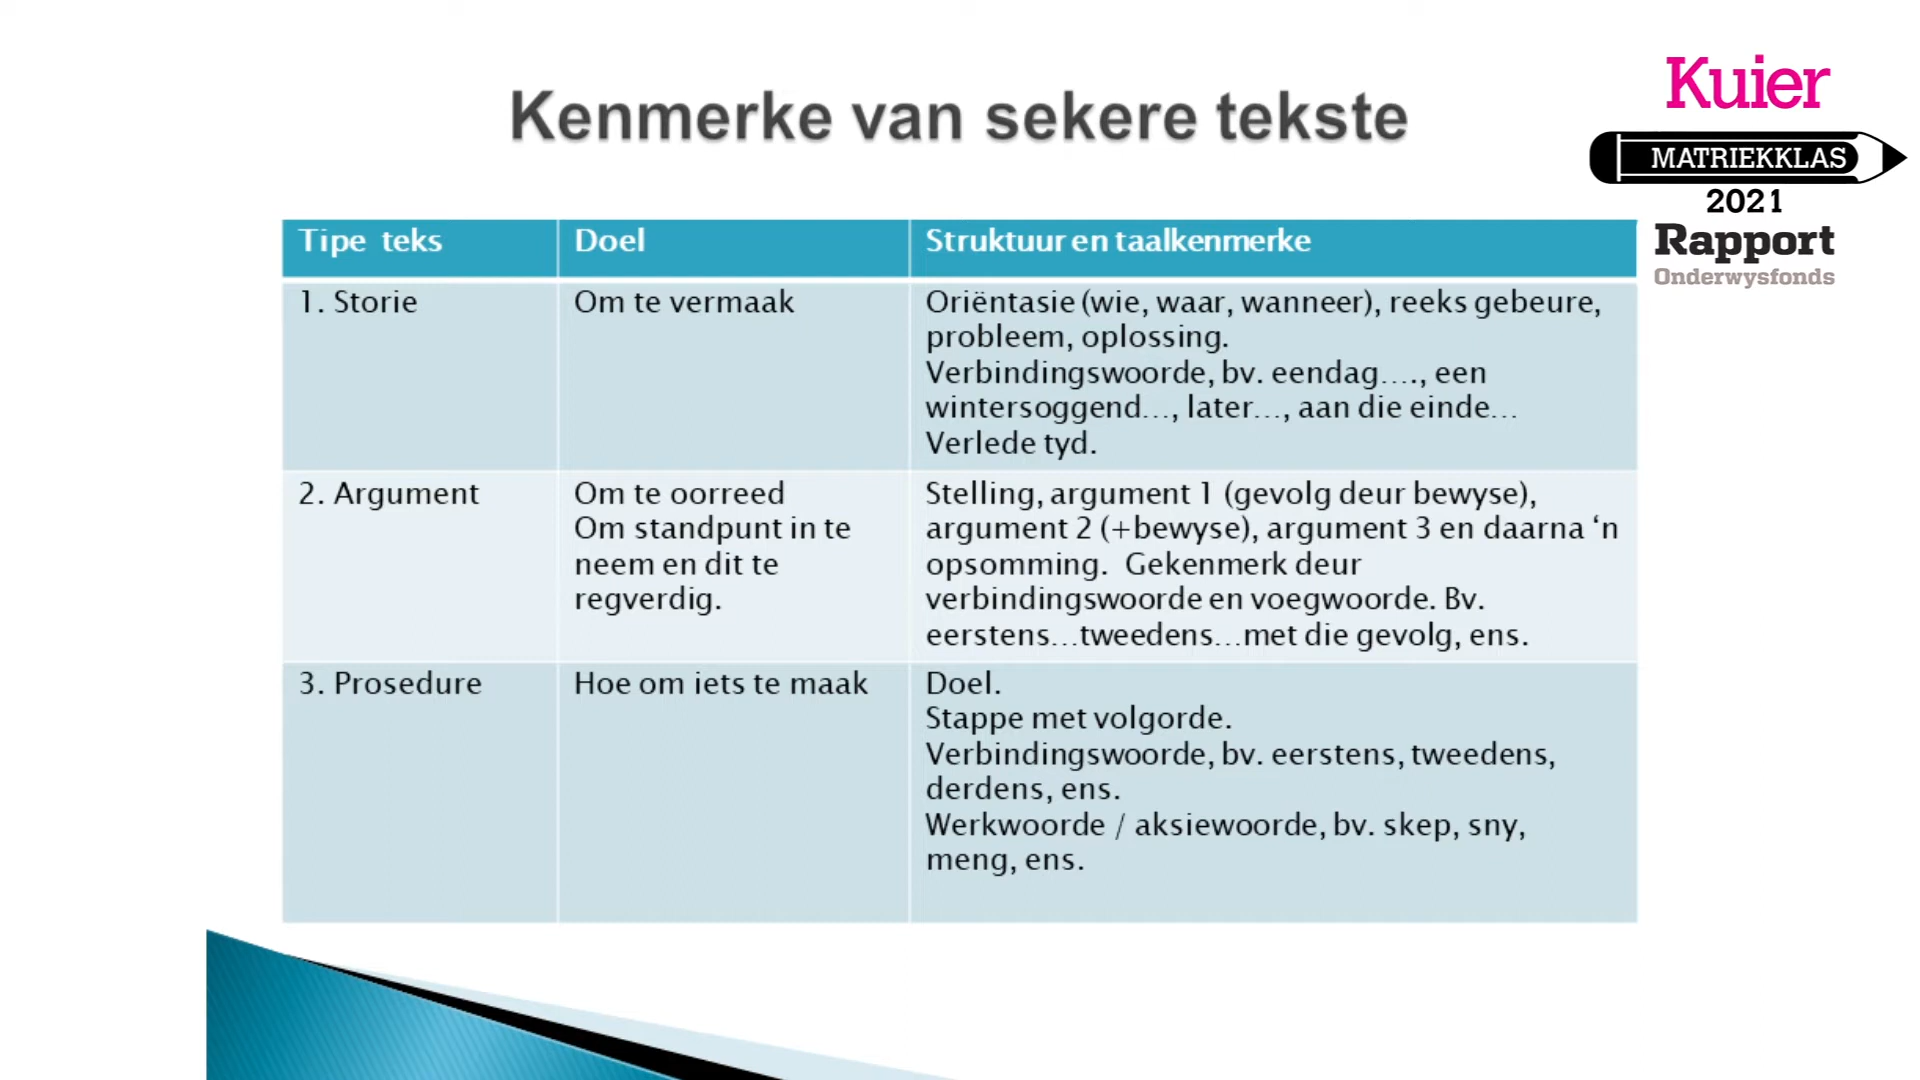 Kenmerke van sekere tekste
Kuier
MATRIEKKLAS
2021
Rapport
Onderwysfonds
Tipe teks
Doel
Struktuur en taalkenmerke
1. Storie
Om te vermaak
Oriëntasie (wie, waar, wanneer), reeks gebeure,
probleem, oplossing.
Verbindingswoorde, bv. eendag...., een
wintersoggend..., later..., aan die einde...
Verlede tyd.
2. Argument
Om te oorreed
Om standpunt in te
neem en dit te
regverdig.
Stelling, argument 1 (gevolg deur bewyse),
argument 2 (+bewyse), argument 3 en daarna ‘n
opsomming. Gekenmerk deur
verbindingswoorde en voegwoorde. Bv.
eerstens...tweedens...met die gevolg, ens.
3. Prosedure
Hoe om iets te maak
Doel.
Stappe met volgorde.
Verbindingswoorde, bv. eerstens, tweedens,
derdens, ens.
Werkwoorde / aksiewoorde, bv. skep, sny,
meng, ens.